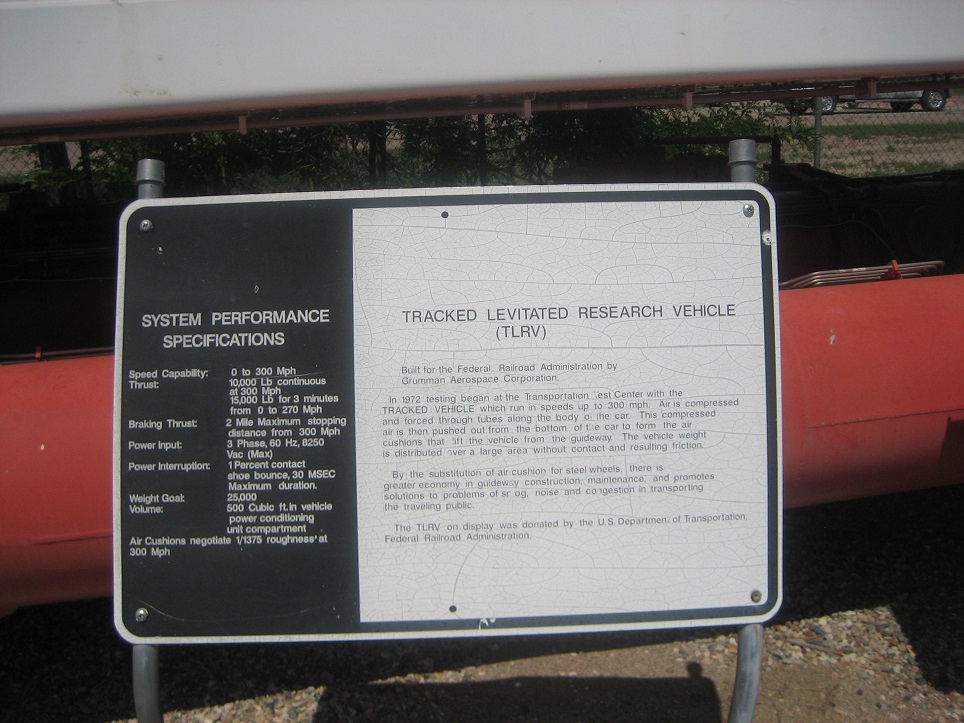 SYSTEM PERFORMANCE
SPECIFICATIONS
Speed Capability: 0 to 300 Mph
Thrust: 10,000 Lb continuous
at 300 Mph
15,000 Lb for 3 minutes
from 0 to 270 Mph
Braking Thrust: 2 Mile Maximum stopping
distance from 300 Mph
Power Input: 3 Phase, 60 Hz, 8250
Vac (Max)
Power Interruption: 1 Percent contact
shoe bounce, 30 MSEC
Maximum duration.
Weight Goal: 25,000
Volume: 500 Cubic ft. in vehicle
power conditioning
unit compartment
Air Cushions negotiate 1/1375 roughness at
300 Mph
TRACKED LEVITATED RESEARCH VEHICLE
(TLRV)
Built for the Federal Railroad Administration by
Grumman Aerospace Corporation.
In 1972 testing began at the Transportation Test Center with the
TRACKED VEHICLE which run in speeds up to 300 mph. Air is compressed
and forced through tubes along the body of the car. This compressed
air is then pushed out from the bottom of the car to form the air
cushions that lift the vehicle from the guideway. The vehicle weight
is distributed over a large area without contact and resulting friction.
By the substitution of air cushion for steel wheels, there is
greater economy in guideway construction, maintenance, and promotes
solutions to problems of smog, noise and congestion in transporting
the traveling public.
The TLRV on display was donated by the U.S. Department of Transportation,
Federal Railroad Administration.